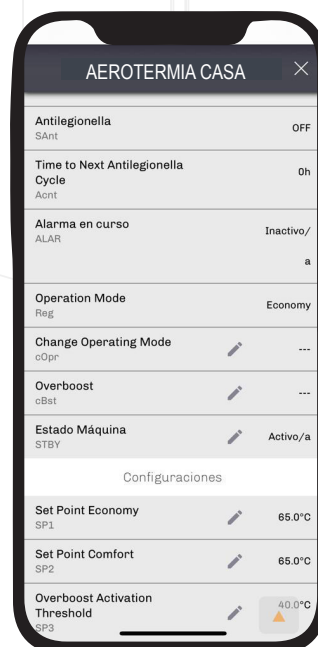 AEROTERMIA CASA
Antilegionella
OFF
SAnt
Time to Next Antilegionella
0h
Cycle
Acnt
Alarma en curso
Inactivo/
ALAR
a
Operation Mode
Economy
Reg
Change Operating Mode
---
cOpr
Overboost
---
cBst
Estado Máquina
Activo/a
STBY
Configuraciones
Set Point Economy
65.0°C
SP1
Set Point Comfort
65.0°C
SP2
Overboost Activation
40.0°C
Threshold
SP3